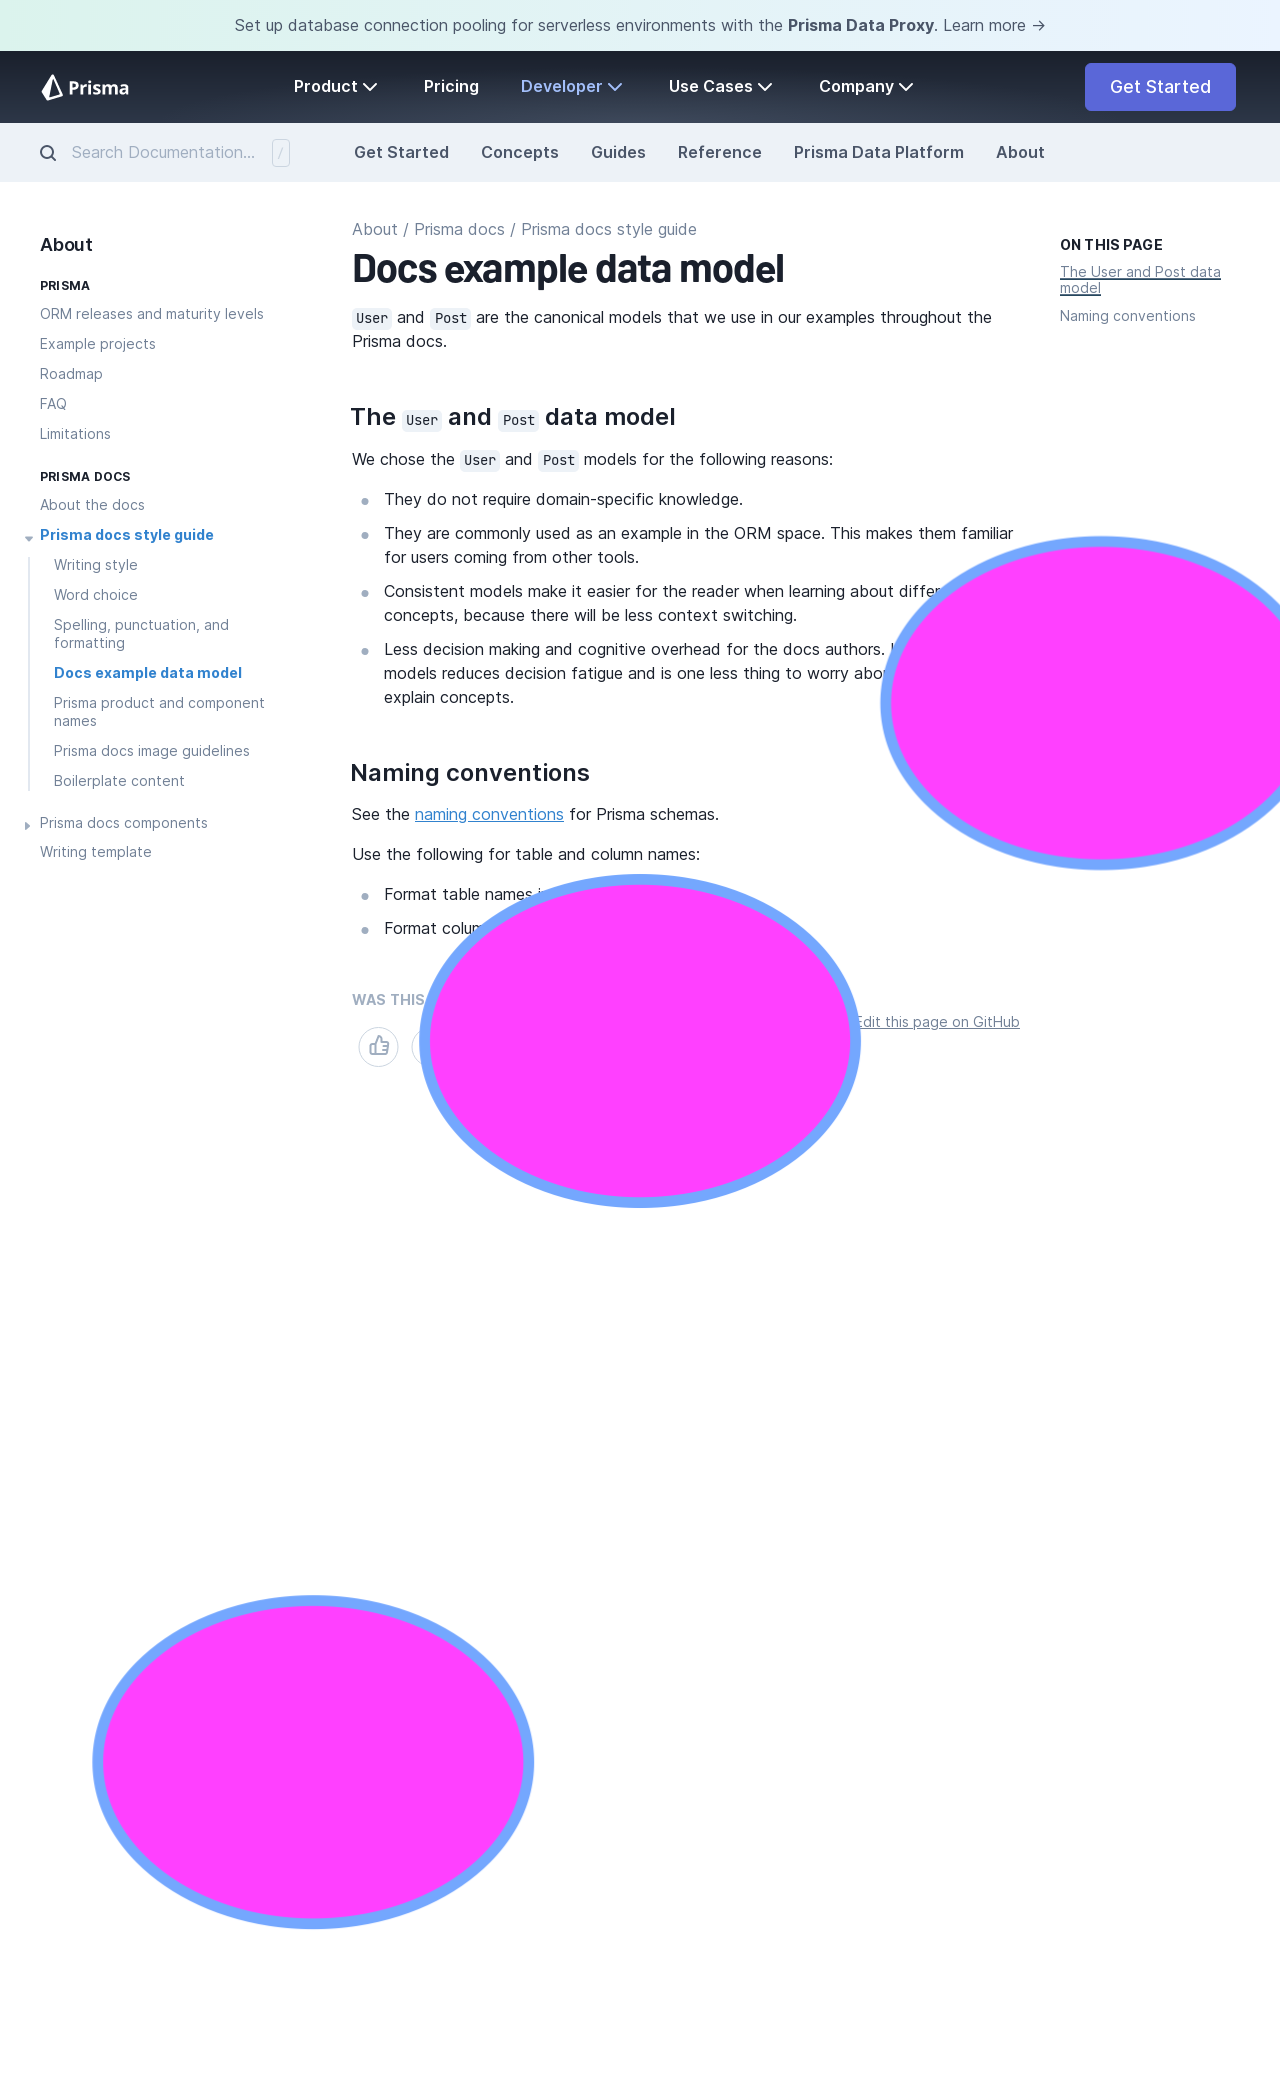 Set up database connection pooling for serverless environments with the Prisma Data Proxy. Learn more →
Prisma
Product
Pricing
Developer
Use Cases
Company
Get Started
Search Documentation... /
Get Started
Concepts
Guides
Reference
Prisma Data Platform
About
About
PRISMA
ORM releases and maturity levels
Example projects
Roadmap
FAQ
Limitations
PRISMA DOCS
About the docs
Prisma docs style guide
Writing style
Word choice
Spelling, punctuation, and
formatting
Docs example data model
Prisma product and component
names
Prisma docs image guidelines
Boilerplate content
Prisma docs components
Writing template
About / Prisma docs / Prisma docs style guide
Docs example data model
User and Post are the canonical models that we use in our examples throughout the
Prisma docs.
The User and Post data model
We chose the User and Post models for the following reasons:
They do not require domain-specific knowledge.
They are commonly used as an example in the ORM space. This makes them familiar
for users coming from other tools.
Consistent models make it easier for the reader when learning about
concepts, because there will be less context switching.
Less decision making and cognitive overhead for the docs authors.
models reduces decision fatigue and is one less thing to worry
explain concepts.
Naming conventions
See the naming conventions for Prisma schemas.
Use the following for table and column names:
Format table names
Format
WAS THIS
Edit this page on GitHub
ON THIS PAGE
The User and Post data
model
Naming conventions